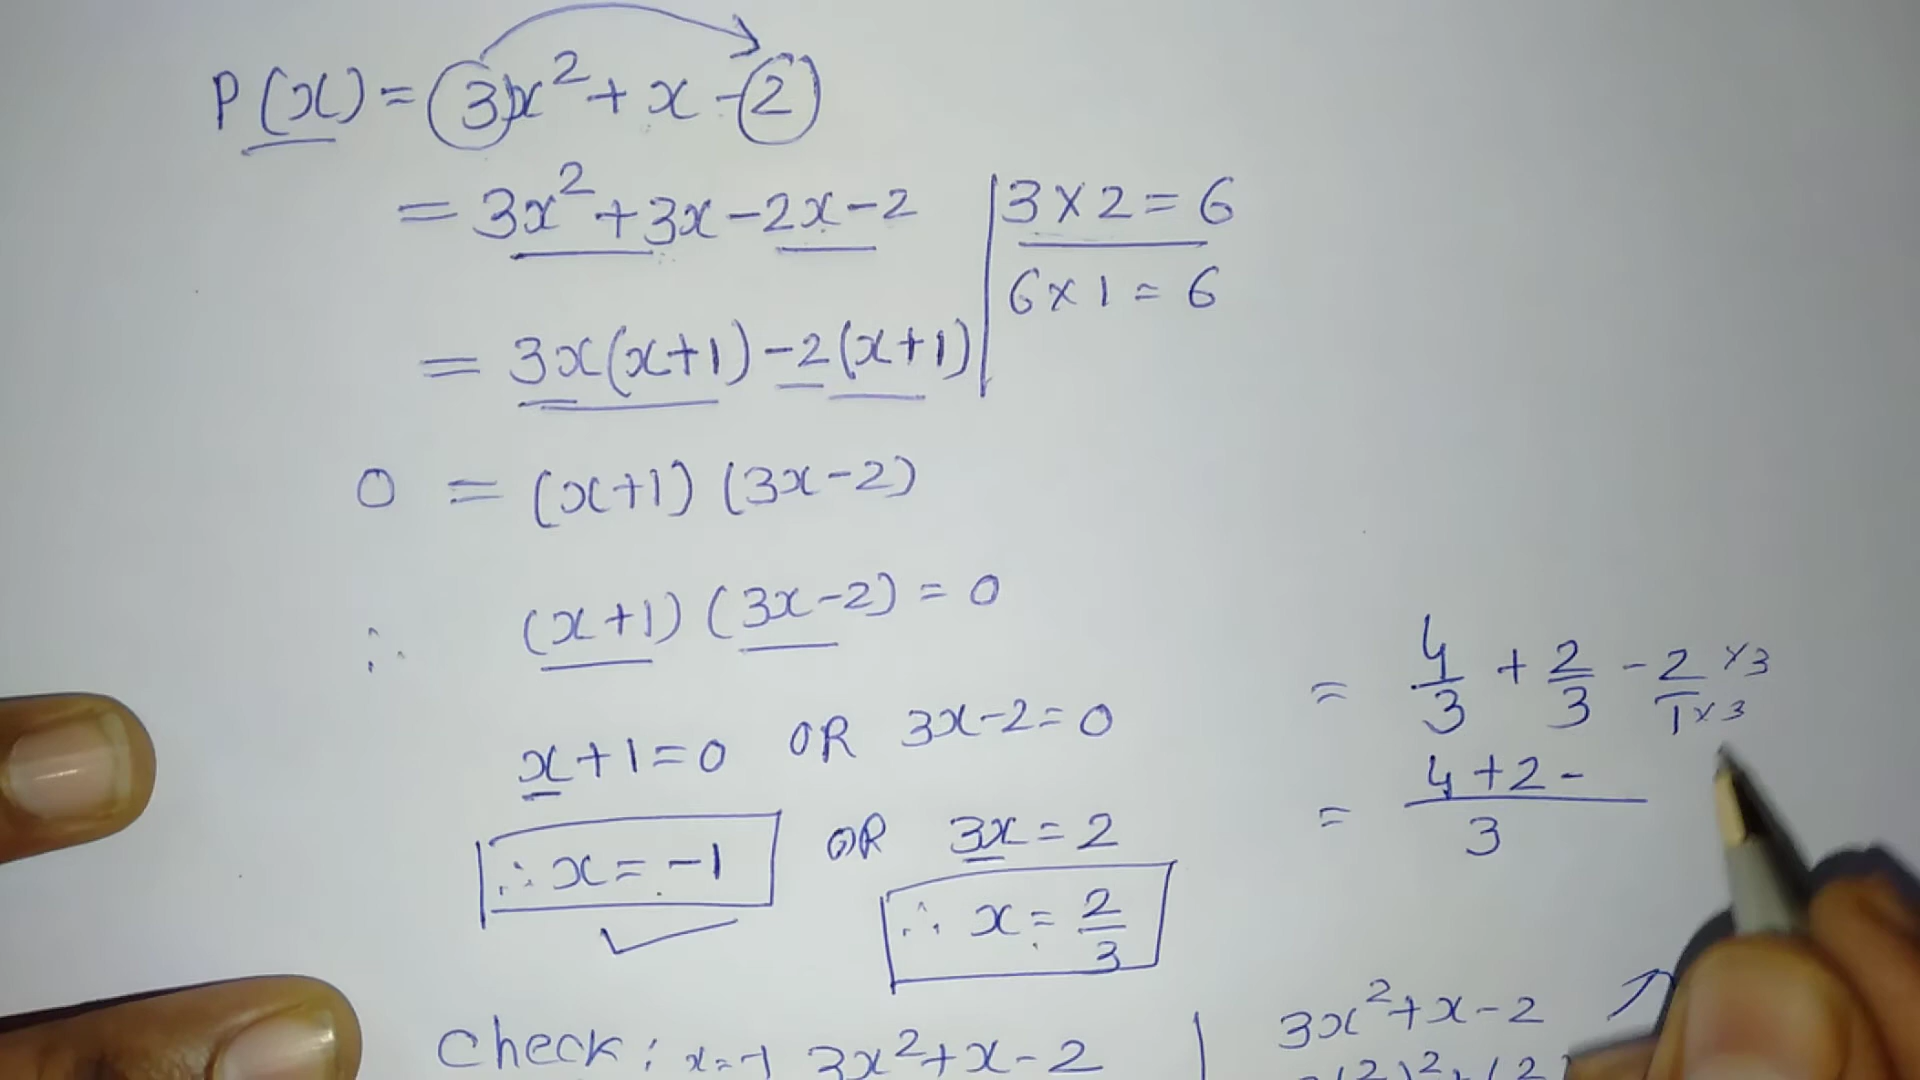 P(x) = 3x² + x - 2
= 3x² + 3x - 2x - 2
3 × 2 = 6
6 × 1 = 6
= 3x(x+1) - 2(x+1)
0 = (x+1) (3x-2)
∴ (x+1) (3x-2) = 0
x+1 = 0 OR 3x-2 = 0
∴ x = -1 OR 3x = 2
∴ x = 2/3
Check : x=-1 3x²+x-2
= 4/3 + 2/3 - 2/1 ×3 ×3
= 4+2- / 3
3x²+x-2